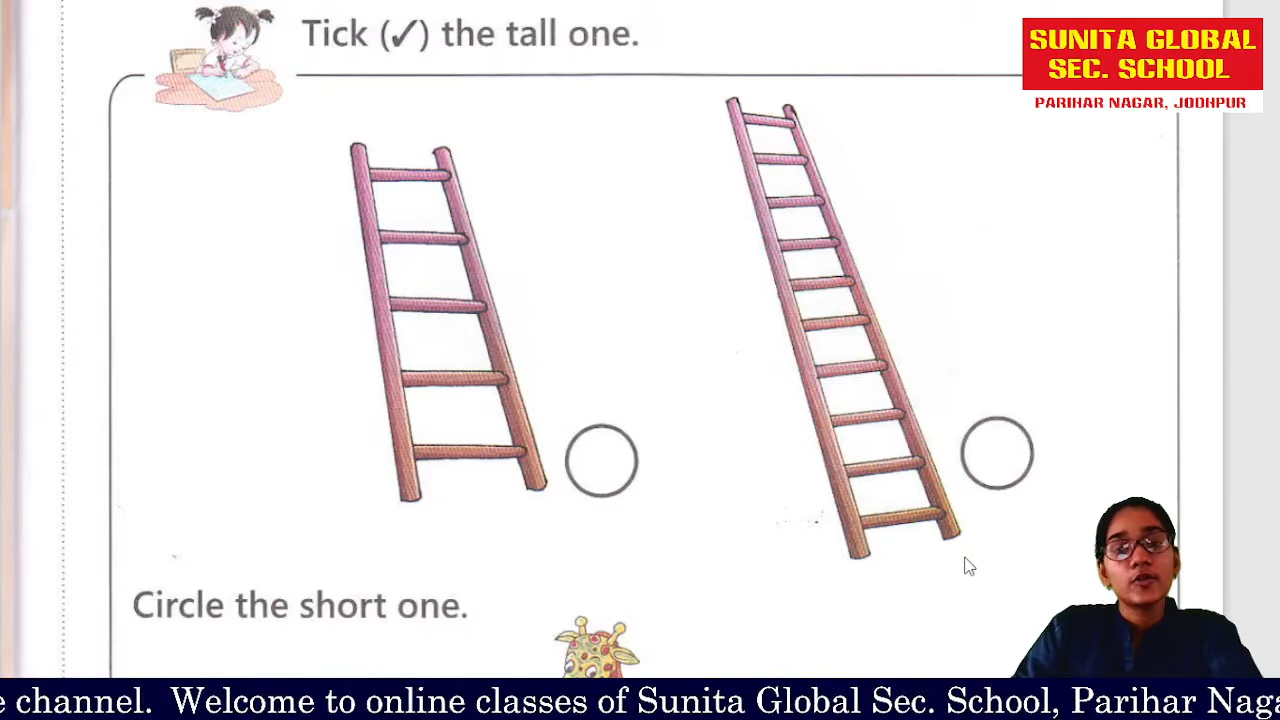 Tick (✓) the tall one.
SUNITA GLOBAL
SEC. SCHOOL
PARIHAR NAGAR, JODHPUR
Circle the short one.
e channel. Welcome to online classes of Sunita Global Sec. School, Parihar Naga